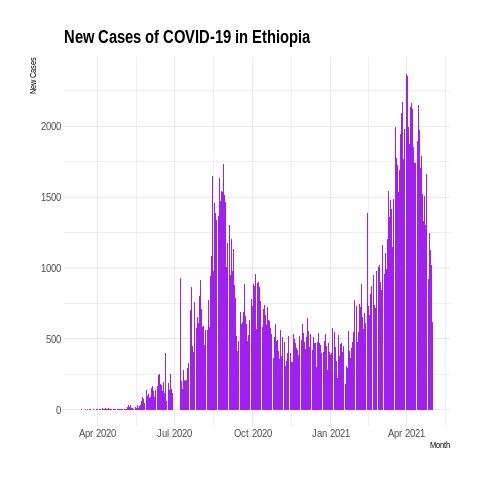 New Cases of COVID-19 in Ethiopia
New Cases
2000
1500
1000
500
0
Apr 2020 Jul 2020 Oct 2020 Jan 2021 Apr 2021
Month